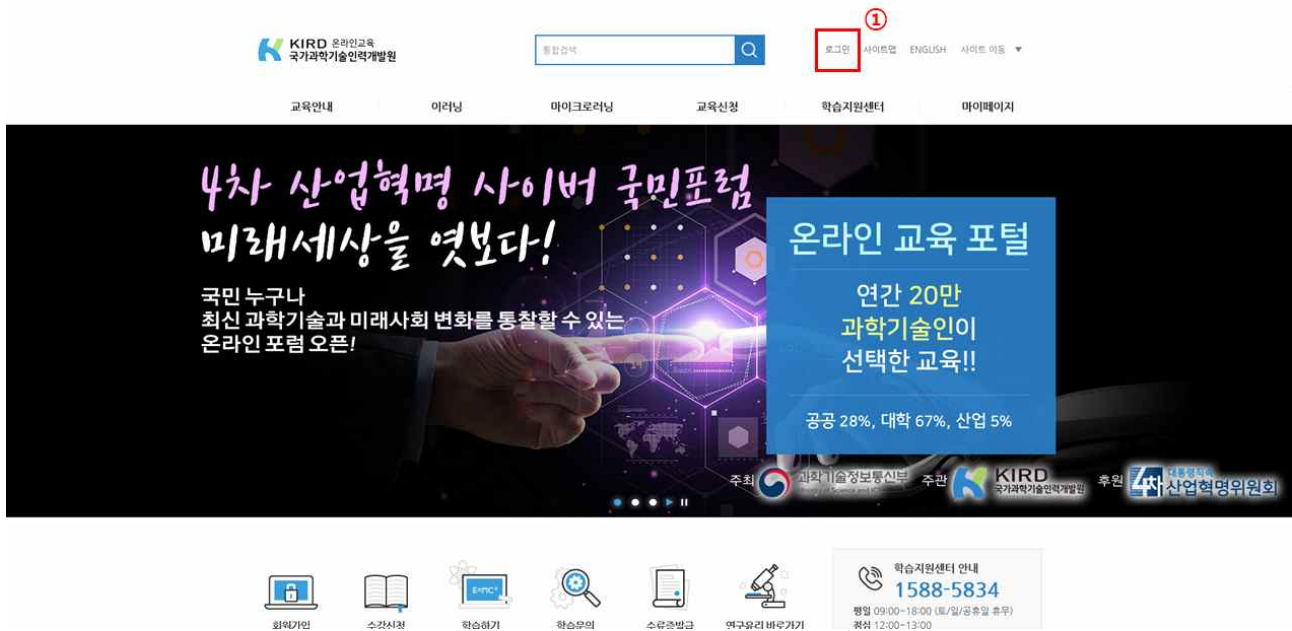 ①
KIRD 온라인교육
국가과학기술인력개발원
통합검색
로그인 사이트맵 ENGLISH 사이트 이동 ▼
교육안내 이러닝 마이크로러닝 교육신청 학습지원센터 마이페이지
4차 산업혁명 사이버 국민포럼
미래세상을 엿보다!
국민 누구나
최신 과학기술과 미래사회 변화를 통찰할 수 있는
온라인 포럼 오픈!
온라인 교육 포털
연간 20만
과학기술인이
선택한 교육!!
공공 28%, 대학 67%, 산업 5%
주최 과학기술정보통신부 주관 KIRD 국가과학기술인력개발원 후원 4차 대통령직속 산업혁명위원회
E=MC²
회원가입 수강신청 학습하기 학습문의 수료증발급 연구윤리 바로가기
학습지원센터 안내
1588-5834
평일 09:00~18:00 (토/일/공휴일 휴무)
점심 12:00~13:00